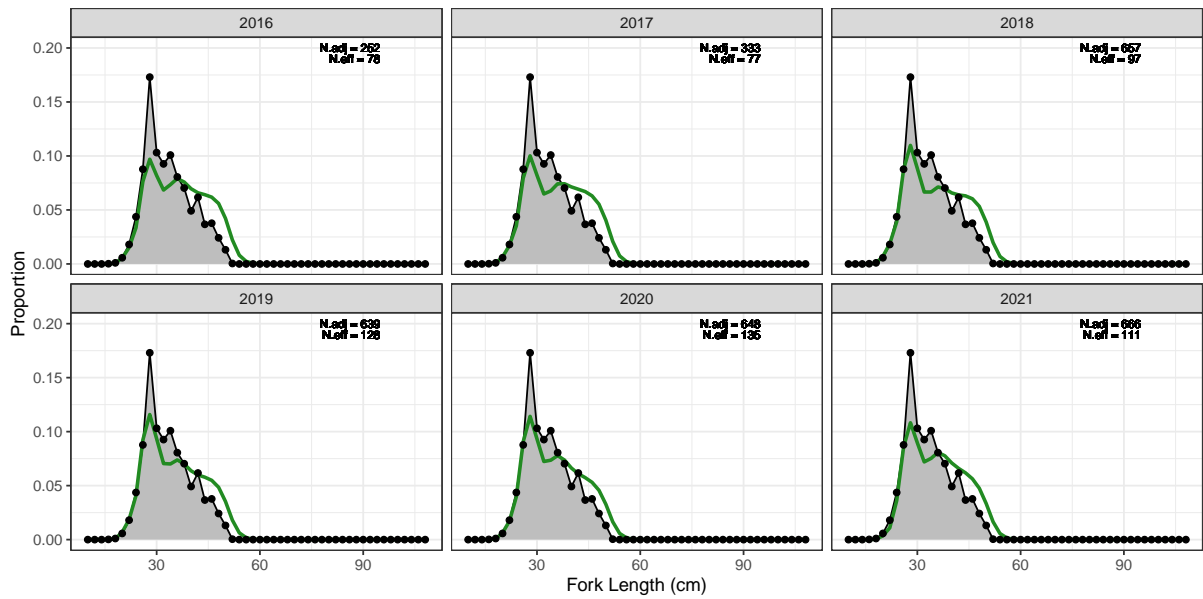 2016
2017
2018
N.adj = 252
N.eff = 78
N.adj = 333
N.eff = 77
N.adj = 657
N.eff = 97
0.20
0.15
0.10
0.05
0.00
2019
2020
2021
N.adj = 639
N.eff = 128
N.adj = 648
N.eff = 135
N.adj = 666
N.eff = 111
0.20
0.15
0.10
0.05
0.00
Proportion
30
60
90
30
60
90
30
60
90
Fork Length (cm)